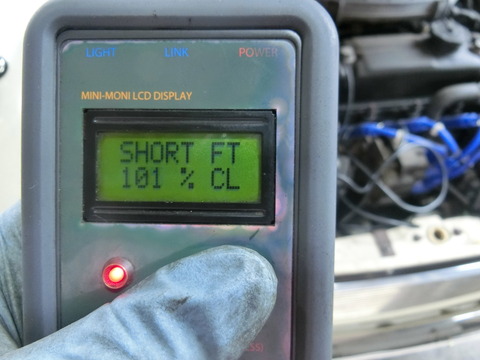 LIGHT LINK POWER
MINI-MONI LCD DISPLAY
SHORT FT
101 % CL